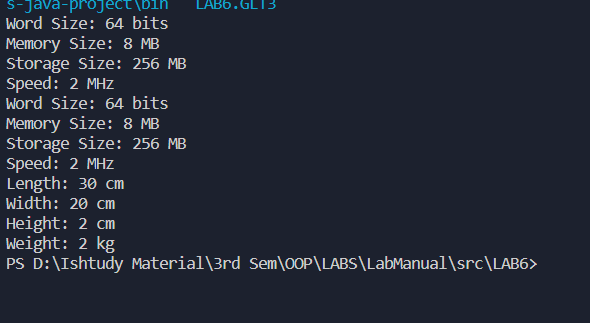 s-java-project\bin' 'LAB6.GLT3'
Word Size: 64 bits
Memory Size: 8 MB
Storage Size: 256 MB
Speed: 2 MHz
Word Size: 64 bits
Memory Size: 8 MB
Storage Size: 256 MB
Speed: 2 MHz
Length: 30 cm
Width: 20 cm
Height: 2 cm
Weight: 2 kg
PS D:\Ishtudy Material\3rd Sem\OOP\LABS\LabManual\src\LAB6>